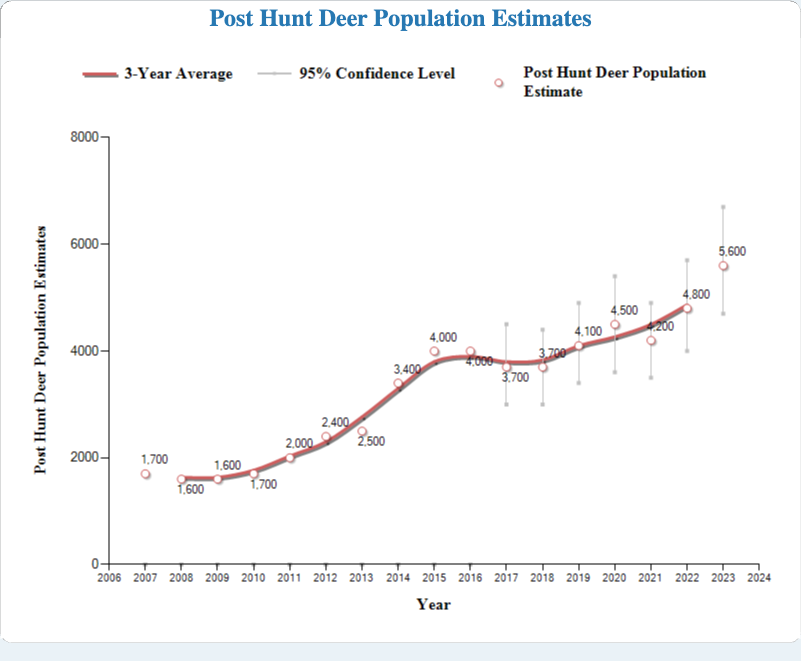 Post Hunt Deer Population Estimates
3-Year Average
95% Confidence Level
Post Hunt Deer Population
Estimate
Post Hunt Deer Population Estimates
8000
6000
4000
2000
0
1,700
1,600
1,600
1,700
2,000
2,400
2,500
3,400
4,000
4,000
3,700
3,700
4,100
4,500
4,200
4,800
5,600
2006 2007 2008 2009 2010 2011 2012 2013 2014 2015 2016 2017 2018 2019 2020 2021 2022 2023 2024
Year